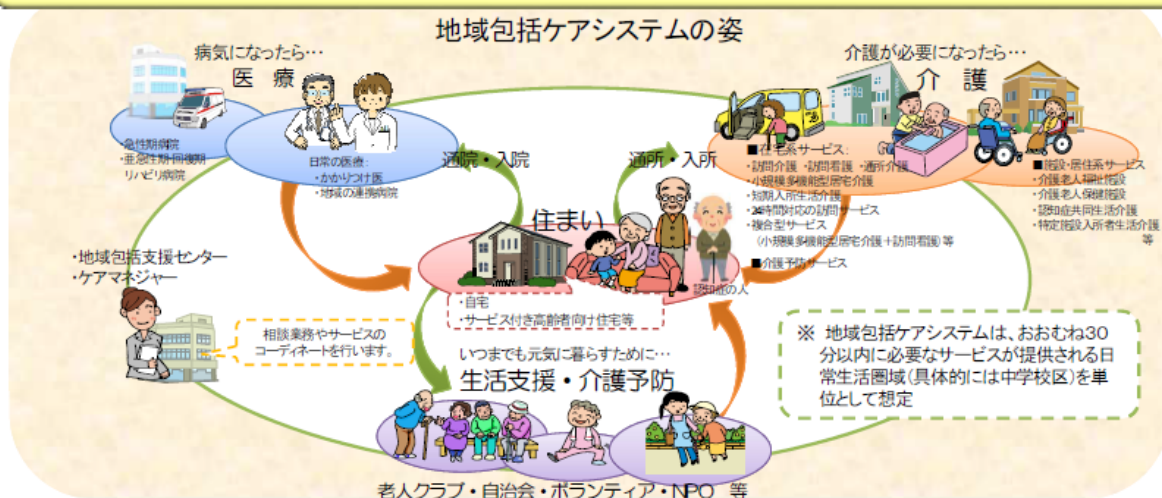 地域包括ケアシステムの姿
病気になったら…
医 療
介護が必要になったら…
介 護
・急性期病院
・亜急性期・回復期
リハビリ病院
日常の医療:
・かかりつけ医
・地域の連携病院
通院・入院
通所・入所
■在宅系サービス:
・訪問介護 ・訪問看護 ・通所介護
・小規模多機能型居宅介護
・短期入所生活介護
・24時間対応の訪問サービス
・複合型サービス
(小規模多機能型居宅介護+訪問看護)等
■介護予防サービス
■施設・居住系サービス
・介護老人福祉施設
・介護老人保健施設
・認知症共同生活介護
・特定施設入所者生活介護
等
住まい
認知症の人
・自宅
・サービス付き高齢者向け住宅等
・地域包括支援センター
・ケアマネジャー
相談業務やサービスの
コーディネートを行います。
いつまでも元気に暮らすために…
生活支援・介護予防
※ 地域包括ケアシステムは、おおむね30
分以内に必要なサービスが提供される日
常生活圏域(具体的には中学校区)を単
位として想定
老人クラブ・自治会・ボランティア・NPO 等